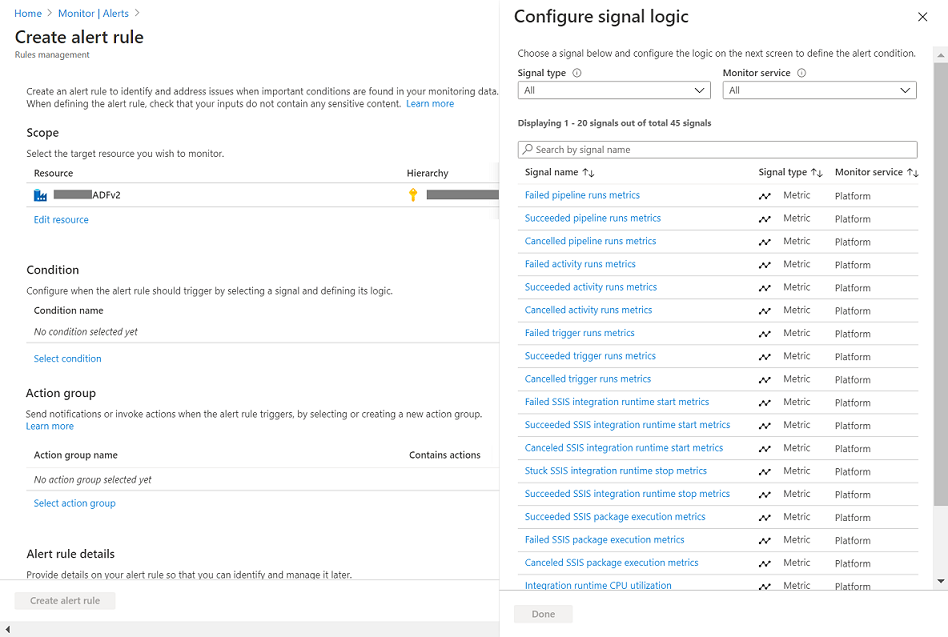 Home > Monitor | Alerts >
Create alert rule
Rules management
Create an alert rule to identify and address issues when important conditions are found in your monitoring data.
When defining the alert rule, check that your inputs do not contain any sensitive content. Learn more
Scope
Select the target resource you wish to monitor.
Resource Hierarchy
ADFv2
Edit resource
Condition
Configure when the alert rule should trigger by selecting a signal and defining its logic.
Condition name
No condition selected yet
Select condition
Action group
Send notifications or invoke actions when the alert rule triggers, by selecting or creating a new action group.
Learn more
Action group name Contains actions
No action group selected yet
Select action group
Alert rule details
Provide details on your alert rule so that you can identify and manage it later.
Create alert rule
Configure signal logic
Choose a signal below and configure the logic on the next screen to define the alert condition.
Signal type Monitor service
All All
Displaying 1 - 20 signals out of total 45 signals
Search by signal name
Signal name ↑↓ Signal type ↑↓ Monitor service ↑↓
Failed pipeline runs metrics Metric Platform
Succeeded pipeline runs metrics Metric Platform
Cancelled pipeline runs metrics Metric Platform
Failed activity runs metrics Metric Platform
Succeeded activity runs metrics Metric Platform
Cancelled activity runs metrics Metric Platform
Failed trigger runs metrics Metric Platform
Succeeded trigger runs metrics Metric Platform
Cancelled trigger runs metrics Metric Platform
Failed SSIS integration runtime start metrics Metric Platform
Succeeded SSIS integration runtime start metrics Metric Platform
Canceled SSIS integration runtime start metrics Metric Platform
Stuck SSIS integration runtime stop metrics Metric Platform
Succeeded SSIS integration runtime stop metrics Metric Platform
Succeeded SSIS package execution metrics Metric Platform
Failed SSIS package execution metrics Metric Platform
Canceled SSIS package execution metrics Metric Platform
Integration runtime CPU utilization Metric Platform
Done